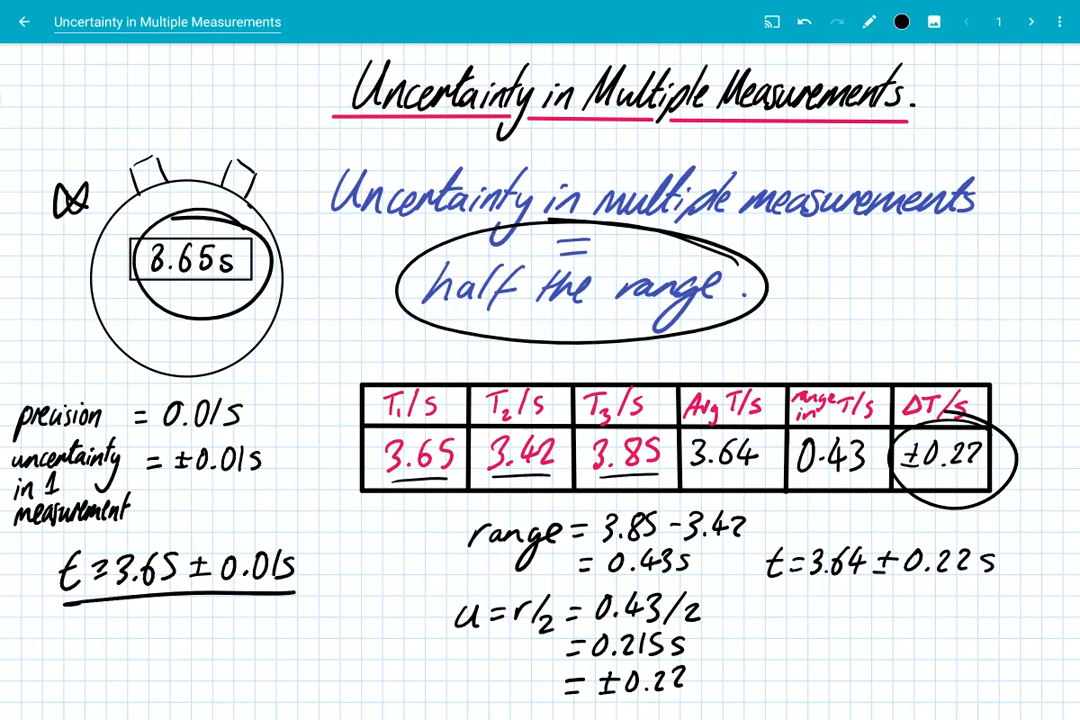 Uncertainty in Multiple Measurements
1
Uncertainty in Multiple Measurements.
Uncertainty in multiple measurements
=
half the range.
3.65s
precision = 0.01s
uncertainty in 1 measurement = ±0.01s
t = 3.65 ± 0.01s
T₁/s T₂/s T₃/s Avg T/s range in T/s ΔT/s
3.65 3.42 3.85 3.64 0.43 ±0.22
range = 3.85 - 3.42
= 0.43s
t = 3.64 ± 0.22 s
u = r/2 = 0.43/2
= 0.215s
= ±0.22